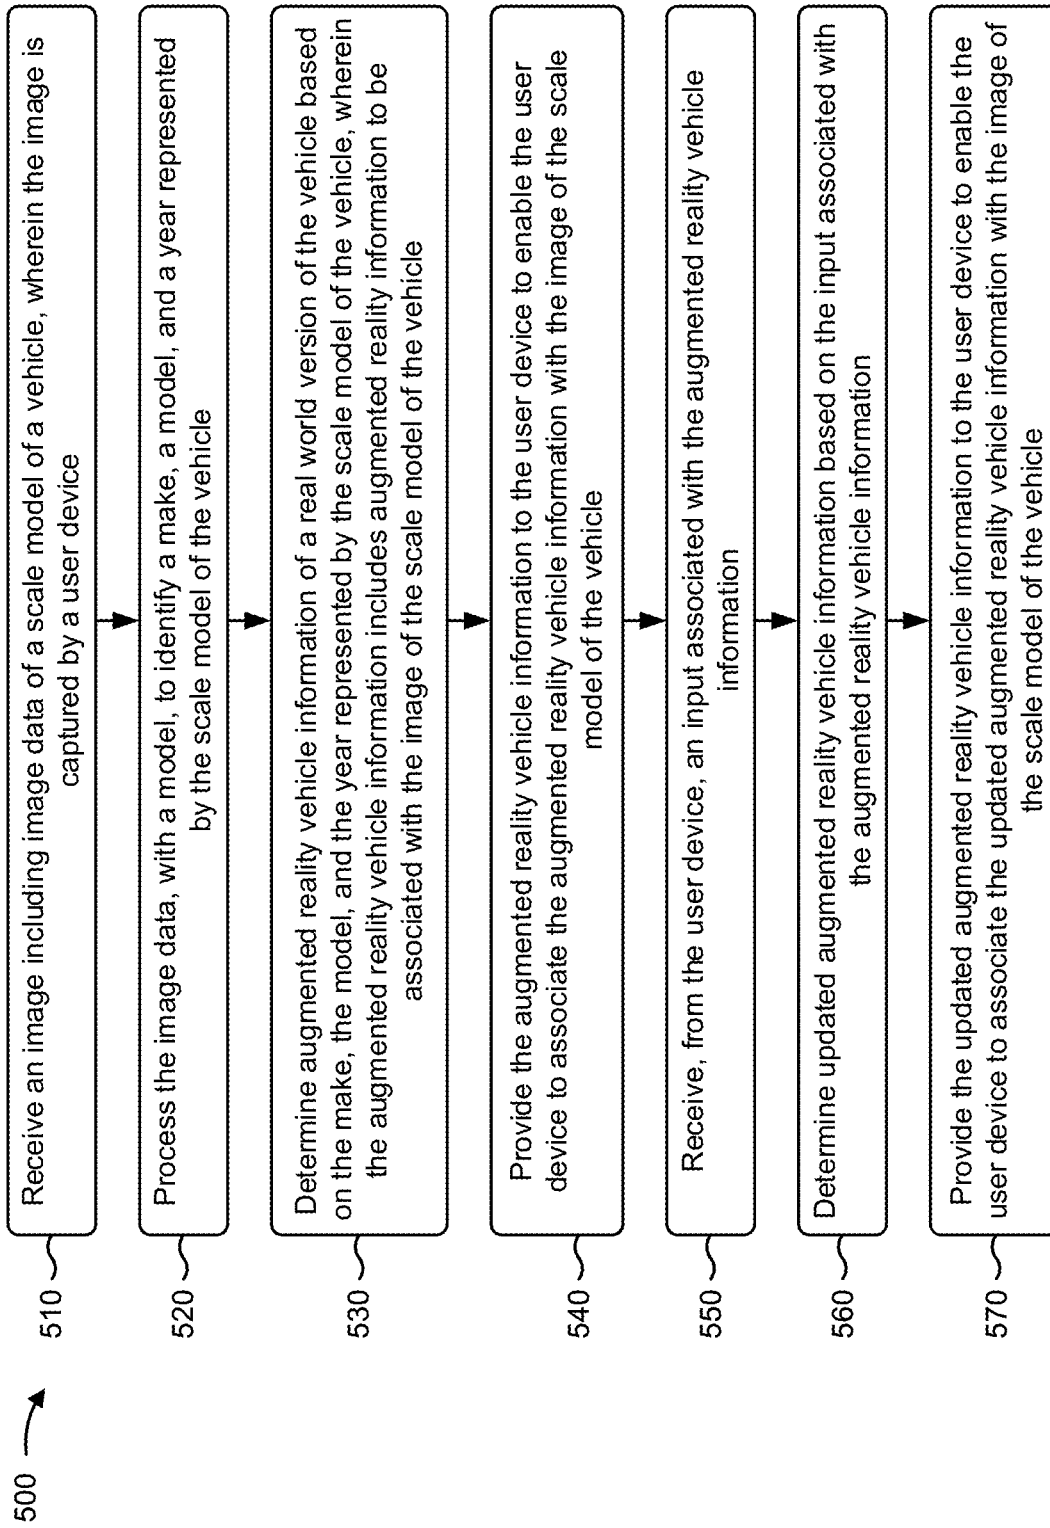 500
510
Receive an image including image data of a scale model of a vehicle, wherein the image is
captured by a user device
520
Process the image data, with a model, to identify a make, a model, and a year represented
by the scale model of the vehicle
530
Determine augmented reality vehicle information of a real world version of the vehicle based
on the make, the model, and the year represented by the scale model of the vehicle, wherein
the augmented reality vehicle information includes augmented reality information to be
associated with the image of the scale model of the vehicle
540
Provide the augmented reality vehicle information to the user device to enable the user
device to associate the augmented reality vehicle information with the image of the scale
model of the vehicle
550
Receive, from the user device, an input associated with the augmented reality vehicle
information
560
Determine updated augmented reality vehicle information based on the input associated with
the augmented reality vehicle information
570
Provide the updated augmented reality vehicle information to the user device to enable the
user device to associate the updated augmented reality vehicle information with the image of
the scale model of the vehicle